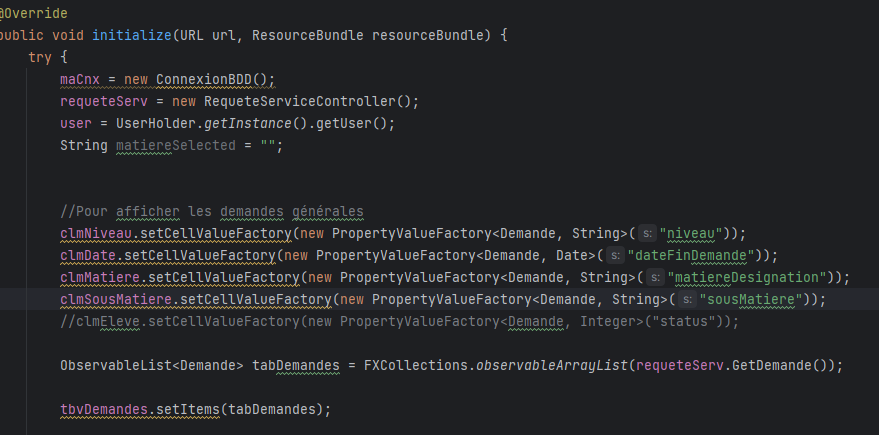 @Override
public void initialize(URL url, ResourceBundle resourceBundle) {
try {
maCnx = new ConnexionBDD();
requeteServ = new RequeteServiceController();
user = UserHolder.getInstance().getUser();
String matiereSelected = "";
//Pour afficher les demandes générales
clmNiveau.setCellValueFactory(new PropertyValueFactory<Demande, String>( s: "niveau"));
clmDate.setCellValueFactory(new PropertyValueFactory<Demande, Date>( s: "dateFinDemande"));
clmMatiere.setCellValueFactory(new PropertyValueFactory<Demande, String>( s: "matiereDesignation"));
clmSousMatiere.setCellValueFactory(new PropertyValueFactory<Demande, String>( s: "sousMatiere"));
//clmEleve.setCellValueFactory(new PropertyValueFactory<Demande, Integer>("status"));
ObservableList<Demande> tabDemandes = FXCollections.observableArrayList(requeteServ.GetDemande());
tbvDemandes.setItems(tabDemandes);